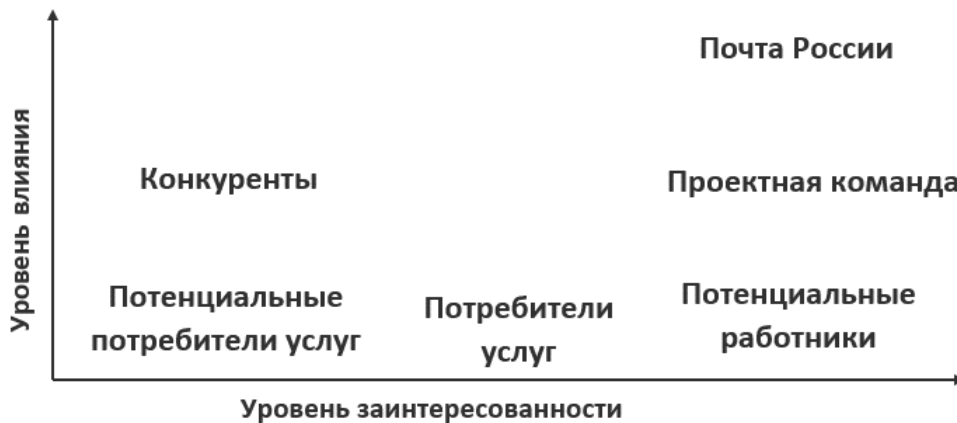 Почта России
Уровень влияния
Конкуренты
Проектная команда
Потенциальные
потребители услуг
Потребители
услуг
Потенциальные
работники
Уровень заинтересованности